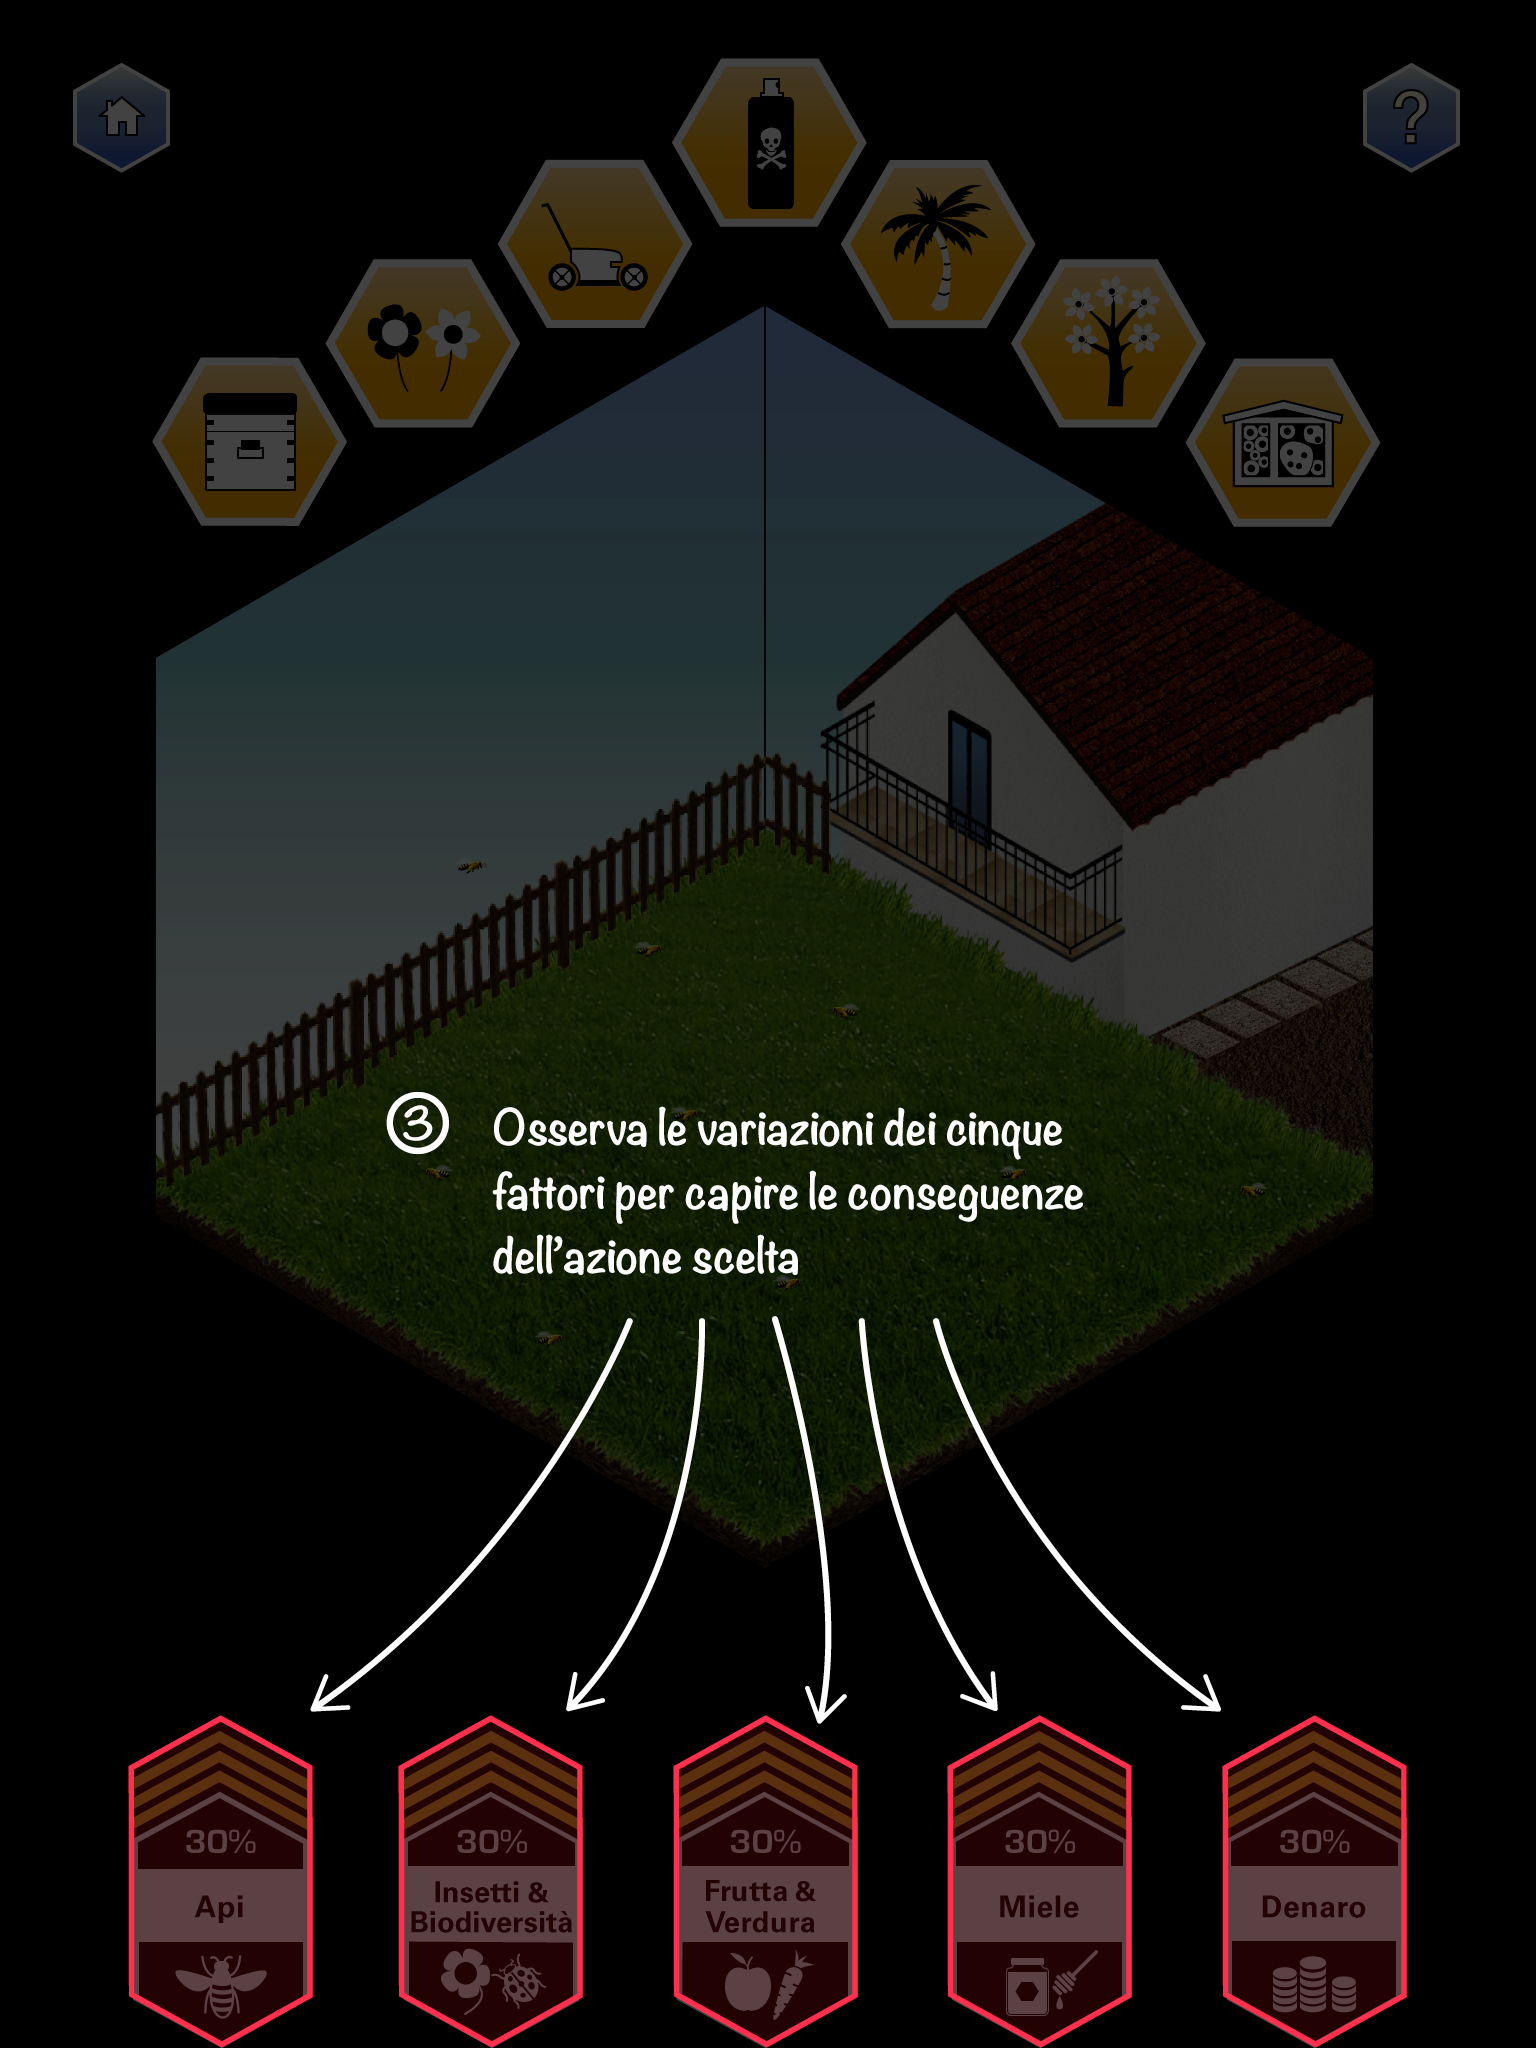 ?
③ Osserva le variazioni dei cinque
fattori per capire le conseguenze
dell'azione scelta
30%
Api
30%
Insetti &
Biodiversità
30%
Frutta &
Verdura
30%
Miele
30%
Denaro